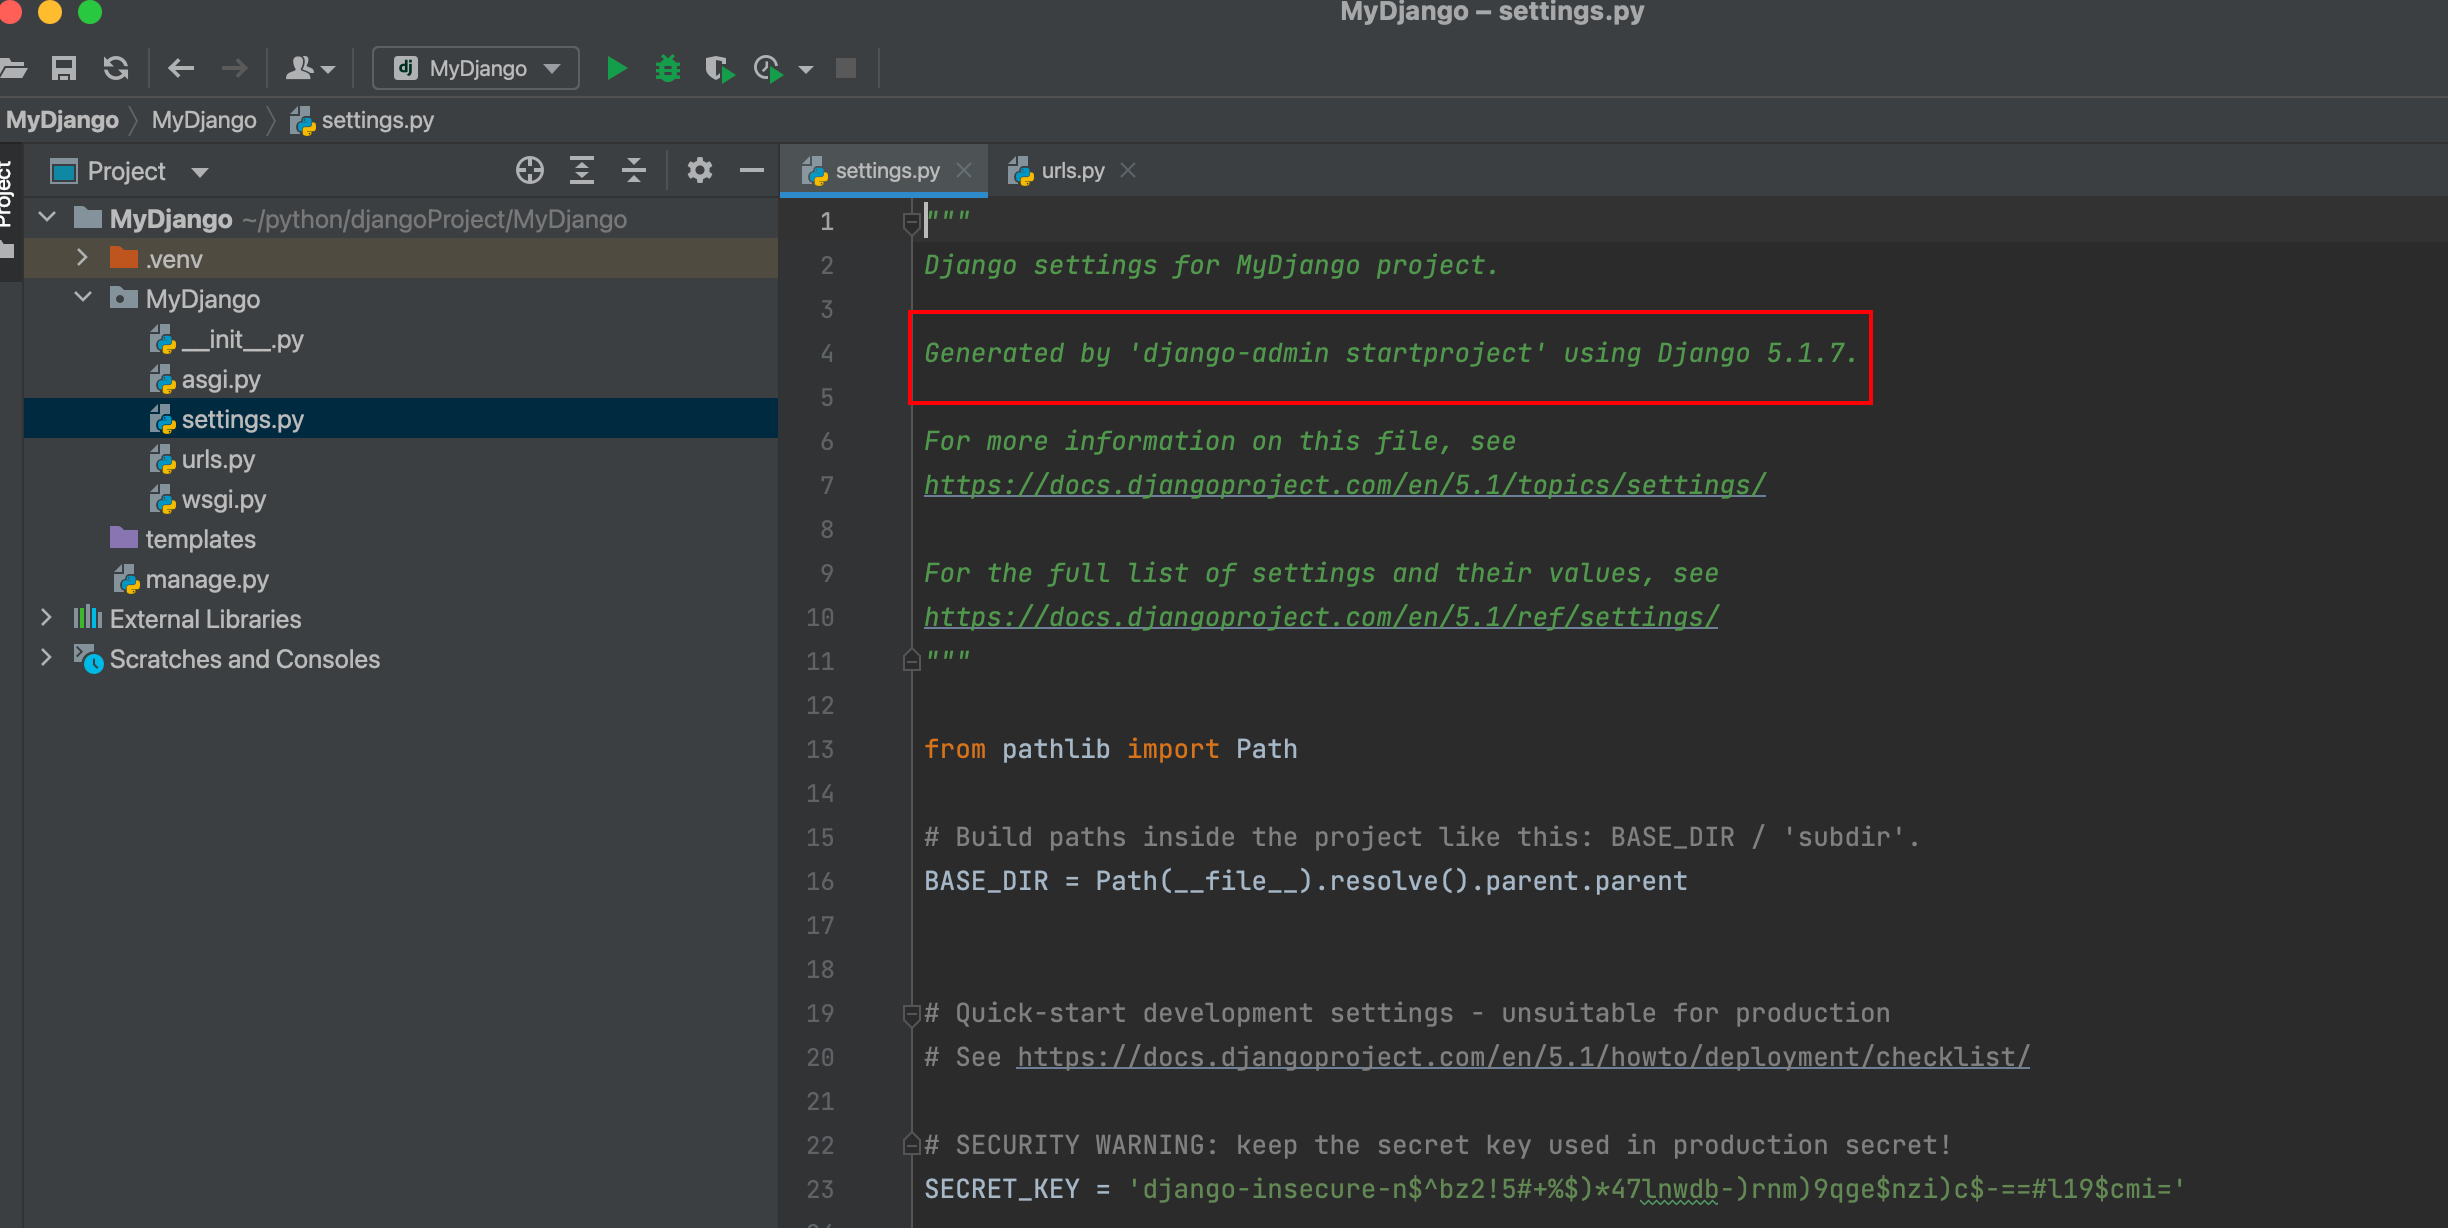 MyDjango – settings.py
MyDjango
MyDjango
MyDjango
settings.py
Project
Project
settings.py
urls.py
MyDjango ~/python/djangoProject/MyDjango
.venv
MyDjango
__init__.py
asgi.py
settings.py
urls.py
wsgi.py
templates
manage.py
External Libraries
Scratches and Consoles
1 """
2 Django settings for MyDjango project.
3
4 Generated by 'django-admin startproject' using Django 5.1.7.
5
6 For more information on this file, see
7 https://docs.djangoproject.com/en/5.1/topics/settings/
8
9 For the full list of settings and their values, see
10 https://docs.djangoproject.com/en/5.1/ref/settings/
11 """
12
13 from pathlib import Path
14
15 # Build paths inside the project like this: BASE_DIR / 'subdir'.
16 BASE_DIR = Path(__file__).resolve().parent.parent
17
18
19 # Quick-start development settings - unsuitable for production
20 # See https://docs.djangoproject.com/en/5.1/howto/deployment/checklist/
21
22 # SECURITY WARNING: keep the secret key used in production secret!
23 SECRET_KEY = 'django-insecure-n$^bz2!5#+%$)*47lnwdb-)rnm)9qge$nzi)c$-==#l19$cmi='